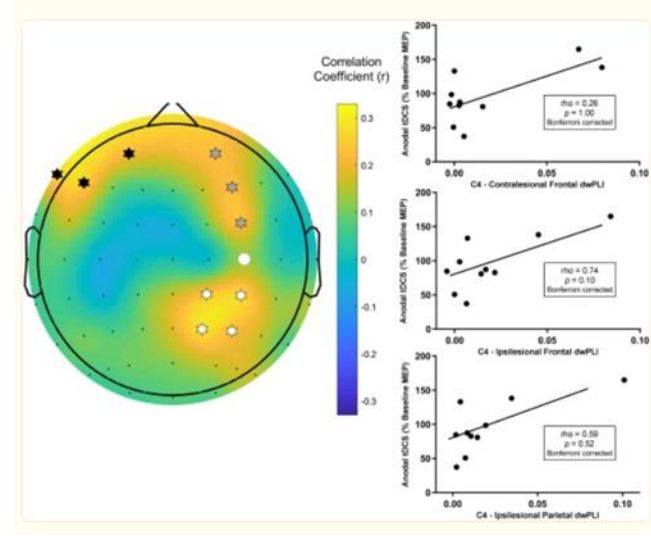 Correlation
Coefficient (r)
0.3
0.2
0.1
0
-0.1
-0.2
-0.3
Anodal tDCS (% Baseline MEP)
200
150
100
50
0
rho = 0.26
p = 1.00
Bonferroni corrected
0.00
0.05
0.10
C4 - Contralesional Frontal dwPLI
Anodal tDCS (% Baseline MEP)
200
150
100
50
0
rho = 0.74
p = 0.10
Bonferroni corrected
0.00
0.05
0.10
C4 - Ipsilesional Frontal dwPLI
Anodal tDCS (% Baseline MEP)
200
150
100
50
0
rho = 0.59
p = 0.52
Bonferroni corrected
0.00
0.05
0.10
C4 - Ipsilesional Parietal dwPLI